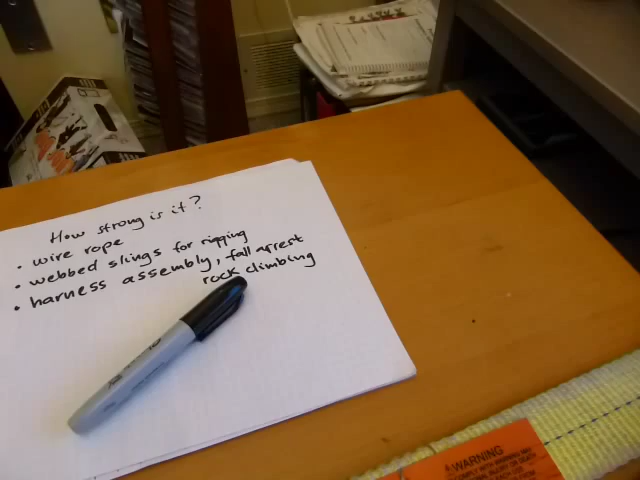 How strong is it?
• wire rope
• webbed slings for rigging
• harness assembly, fall arrest
rock climbing
WARNING